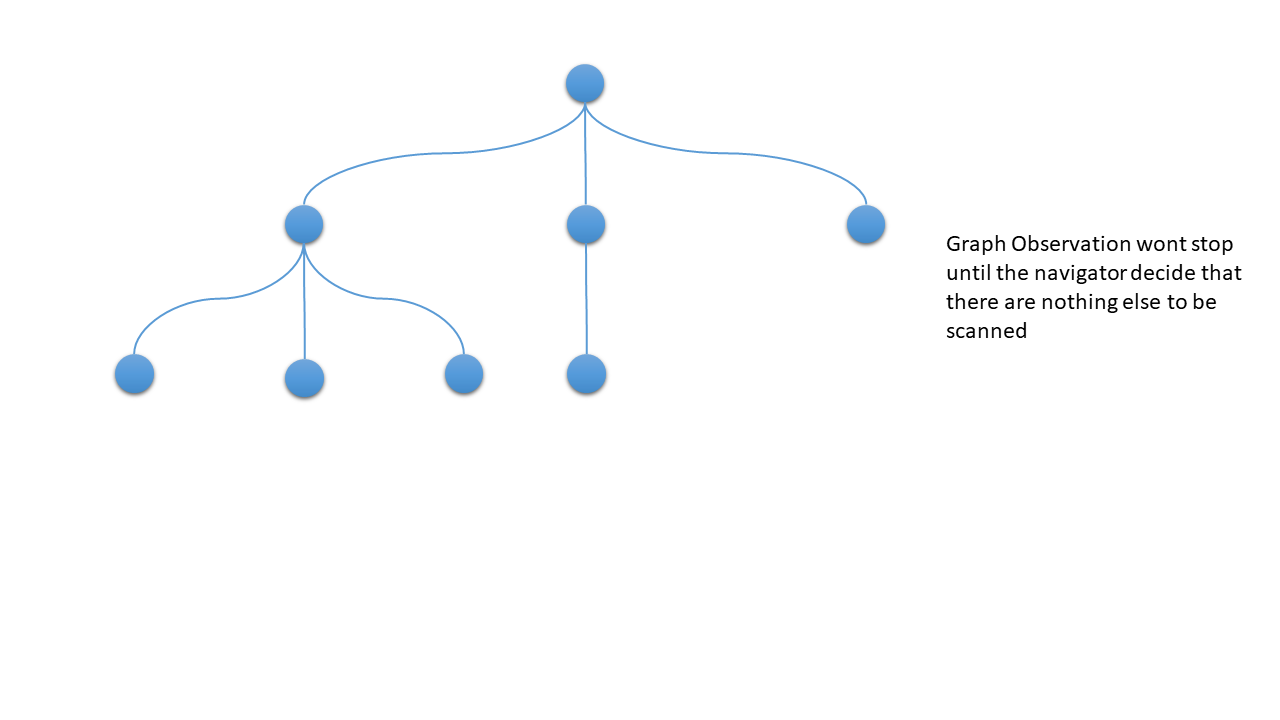 Graph Observation wont stop
until the navigator decide that
there are nothing else to be
scanned